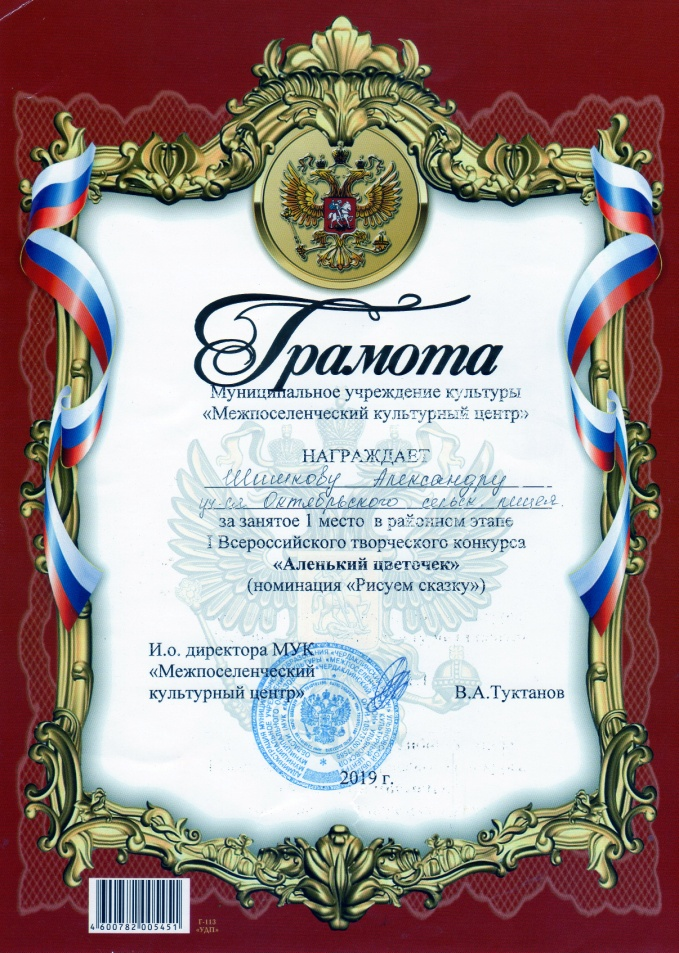 Грамота
Муниципальное учреждение культуры
«Межпоселенческий культурный центр»
НАГРАЖДАЕТ
Шишкову Александру
уч-ся Октябрьского сельск лицея.
за занятое 1 место в районном этапе
I Всероссийского творческого конкурса
«Аленький цветочек»
(номинация «Рисуем сказку»)
И.о. директора МУК
«Межпоселенческий
культурный центр»
В.А.Туктанов
2019 г.
4 600782 005451
Г-113
«УДП»